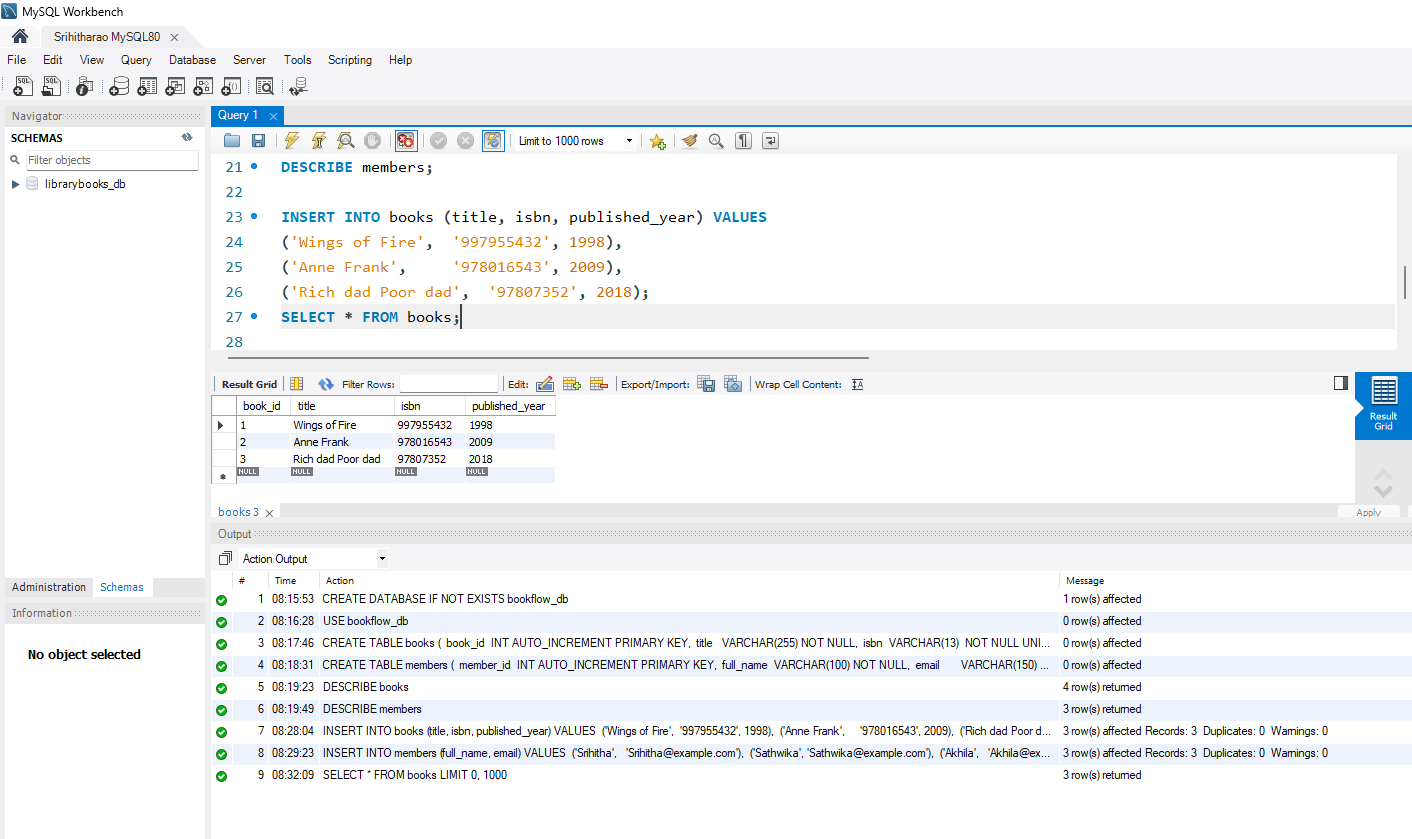 MySQL Workbench
Srihitharao MySQL80
File Edit View Query Database Server Tools Scripting Help
Navigator
SCHEMAS
Filter objects
librarybooks_db
Administration Schemas
Information
No object selected
Query 1
Limit to 1000 rows
21 DESCRIBE members;
22
23 INSERT INTO books (title, isbn, published_year) VALUES
24 ('Wings of Fire', '997955432', 1998),
25 ('Anne Frank', '978016543', 2009),
26 ('Rich dad Poor dad', '97807352', 2018);
27 SELECT * FROM books;
28
Result Grid Filter Rows: Edit: Export/Import: Wrap Cell Content:
book_id title isbn published_year
1 Wings of Fire 997955432 1998
2 Anne Frank 978016543 2009
3 Rich dad Poor dad 97807352 2018
NULL NULL NULL NULL
Result
Grid
books 3
Apply
Output
Action Output
# Time Action Message
1 08:15:53 CREATE DATABASE IF NOT EXISTS bookflow_db 1 row(s) affected
2 08:16:28 USE bookflow_db 0 row(s) affected
3 08:17:46 CREATE TABLE books ( book_id INT AUTO_INCREMENT PRIMARY KEY, title VARCHAR(255) NOT NULL, isbn VARCHAR(13) NOT NULL UNI... 0 row(s) affected
4 08:18:31 CREATE TABLE members ( member_id INT AUTO_INCREMENT PRIMARY KEY, full_name VARCHAR(100) NOT NULL, email VARCHAR(150) ... 0 row(s) affected
5 08:19:23 DESCRIBE books 4 row(s) returned
6 08:19:49 DESCRIBE members 3 row(s) returned
7 08:28:04 INSERT INTO books (title, isbn, published_year) VALUES ('Wings of Fire', '997955432', 1998), ('Anne Frank', '978016543', 2009), ('Rich dad Poor d... 3 row(s) affected Records: 3 Duplicates: 0 Warnings: 0
8 08:29:23 INSERT INTO members (full_name, email) VALUES ('Srihitha', 'Srihitha@example.com'), ('Sathwika', 'Sathwika@example.com'), ('Akhila', 'Akhila@ex... 3 row(s) affected Records: 3 Duplicates: 0 Warnings: 0
9 08:32:09 SELECT * FROM books LIMIT 0, 1000 3 row(s) returned